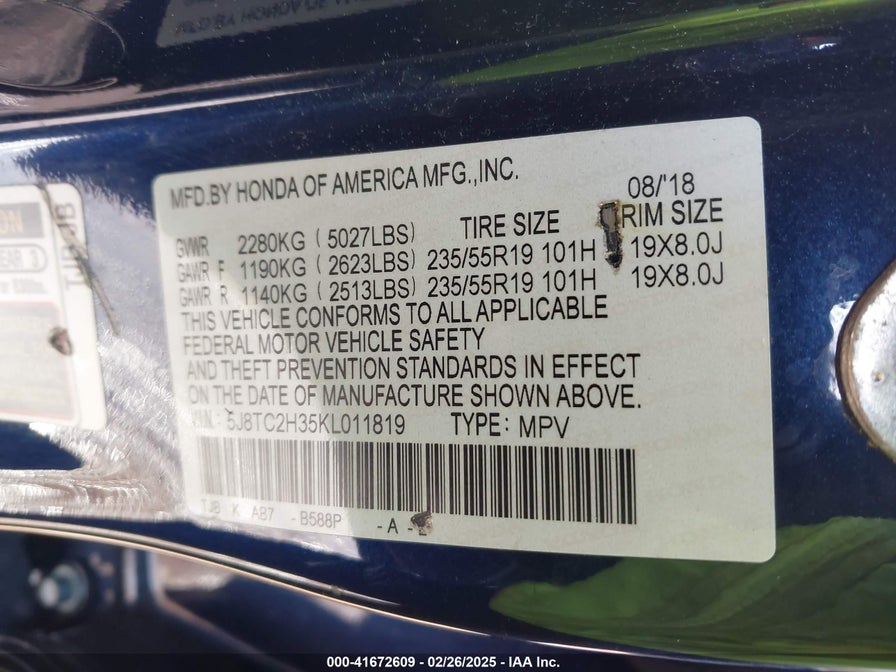 MFD.BY HONDA OF AMERICA MFG.,INC. 08/'18
TIRE SIZE RIM SIZE
GVWR 2280KG ( 5027LBS)
GAWR F 1190KG ( 2623LBS) 235/55R19 101H 19X8.0J
GAWR R 1140KG ( 2513LBS) 235/55R19 101H 19X8.0J
THIS VEHICLE CONFORMS TO ALL APPLICABLE
FEDERAL MOTOR VEHICLE SAFETY
AND THEFT PREVENTION STANDARDS IN EFFECT
ON THE DATE OF MANUFACTURE SHOWN ABOVE.
5J8TC2H35KL011819 TYPE: MPV
TJB K AB7 - B588P - A -
000-41672609 | 02/26/2025 - IAA Inc.